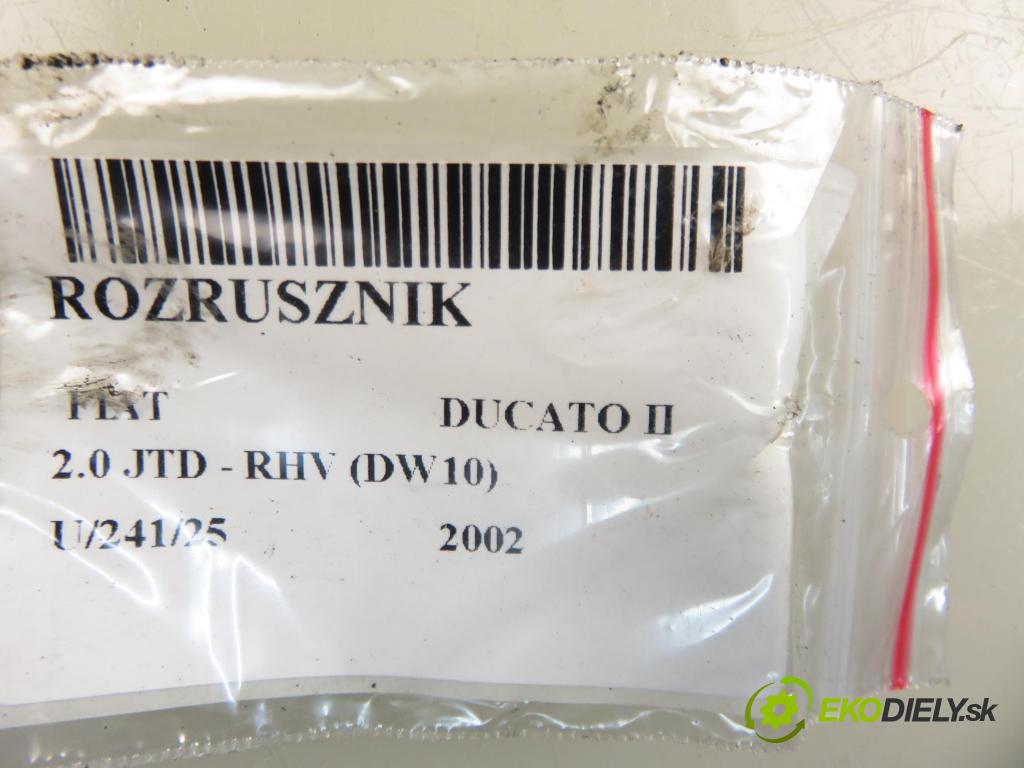 ROZRUSZNIK
FIAT DUCATO II
2.0 JTD - RHV (DW10)
U/241/25 2002
EKODIELY.sk